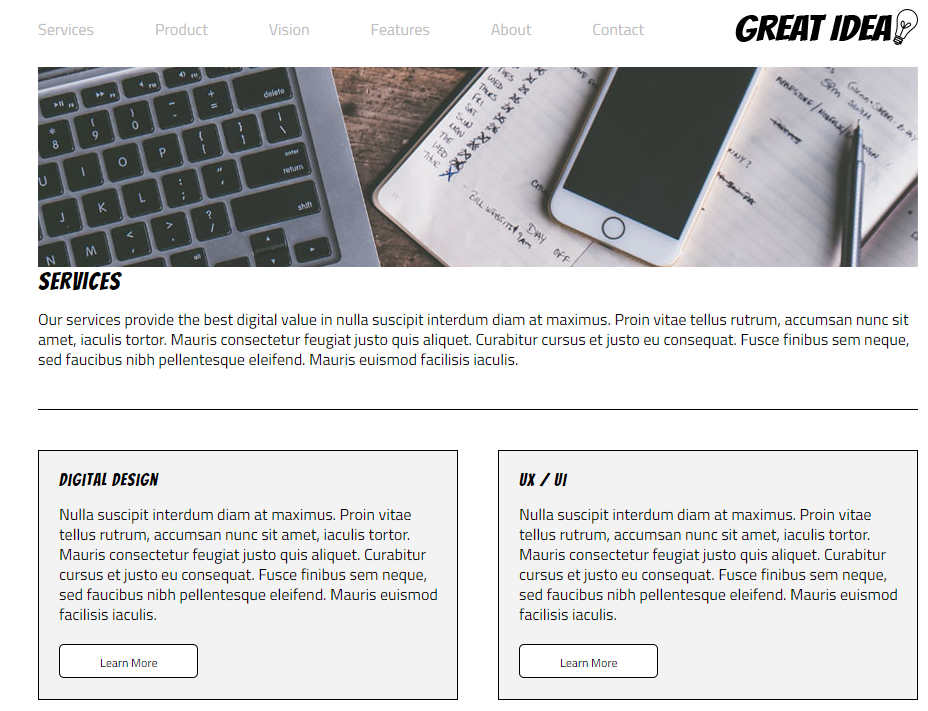 Services Product Vision Features About Contact GREAT IDEA
delete
return
shift
DAY OFF
SERVICES
Our services provide the best digital value in nulla suscipit interdum diam at maximus. Proin vitae tellus rutrum, accumsan nunc sit
amet, iaculis tortor. Mauris consectetur feugiat justo quis aliquet. Curabitur cursus et justo eu consequat. Fusce finibus sem neque,
sed faucibus nibh pellentesque eleifend. Mauris euismod facilisis iaculis.
DIGITAL DESIGN
Nulla suscipit interdum diam at maximus. Proin vitae
tellus rutrum, accumsan nunc sit amet, iaculis tortor.
Mauris consectetur feugiat justo quis aliquet. Curabitur
cursus et justo eu consequat. Fusce finibus sem neque,
sed faucibus nibh pellentesque eleifend. Mauris euismod
facilisis iaculis.
Learn More
UX / UI
Nulla suscipit interdum diam at maximus. Proin vitae
tellus rutrum, accumsan nunc sit amet, iaculis tortor.
Mauris consectetur feugiat justo quis aliquet. Curabitur
cursus et justo eu consequat. Fusce finibus sem neque,
sed faucibus nibh pellentesque eleifend. Mauris euismod
facilisis iaculis.
Learn More